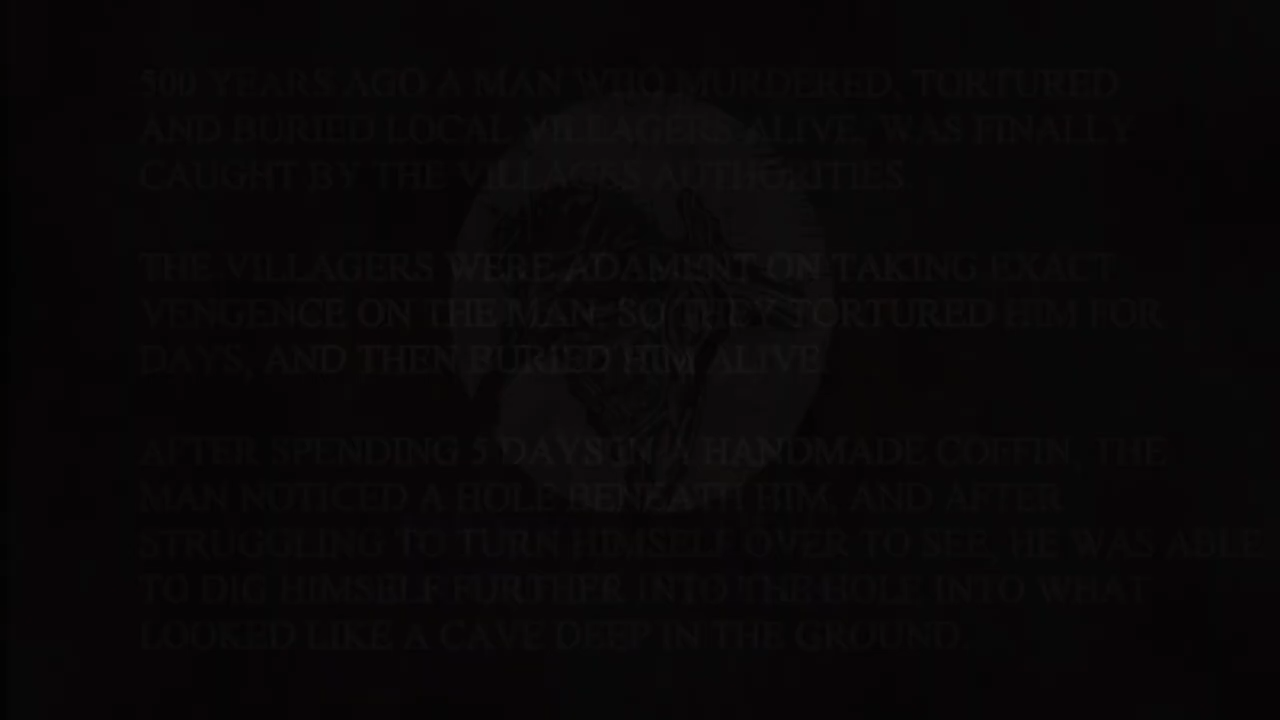 500 YEARS AGO A MAN WHO MURDERED, TORTURED
AND BURIED LOCAL VILLAGERS ALIVE, WAS FINALLY
CAUGHT BY THE VILLAGES AUTHORITIES.
THE VILLAGERS WERE ADAMENT ON TAKING EXACT
VENGENCE ON THE MAN. SO THEY TORTURED HIM FOR
DAYS, AND THEN BURIED HIM ALIVE.
AFTER SPENDING 5 DAYS IN A HANDMADE COFFIN, THE
MAN NOTICED A HOLE BENEATH HIM, AND AFTER
STRUGGLING TO TURN HIMSELF OVER TO SEE, HE WAS ABLE
TO DIG HIMSELF FURTHER INTO THE HOLE INTO WHAT
LOOKED LIKE A CAVE DEEP IN THE GROUND.